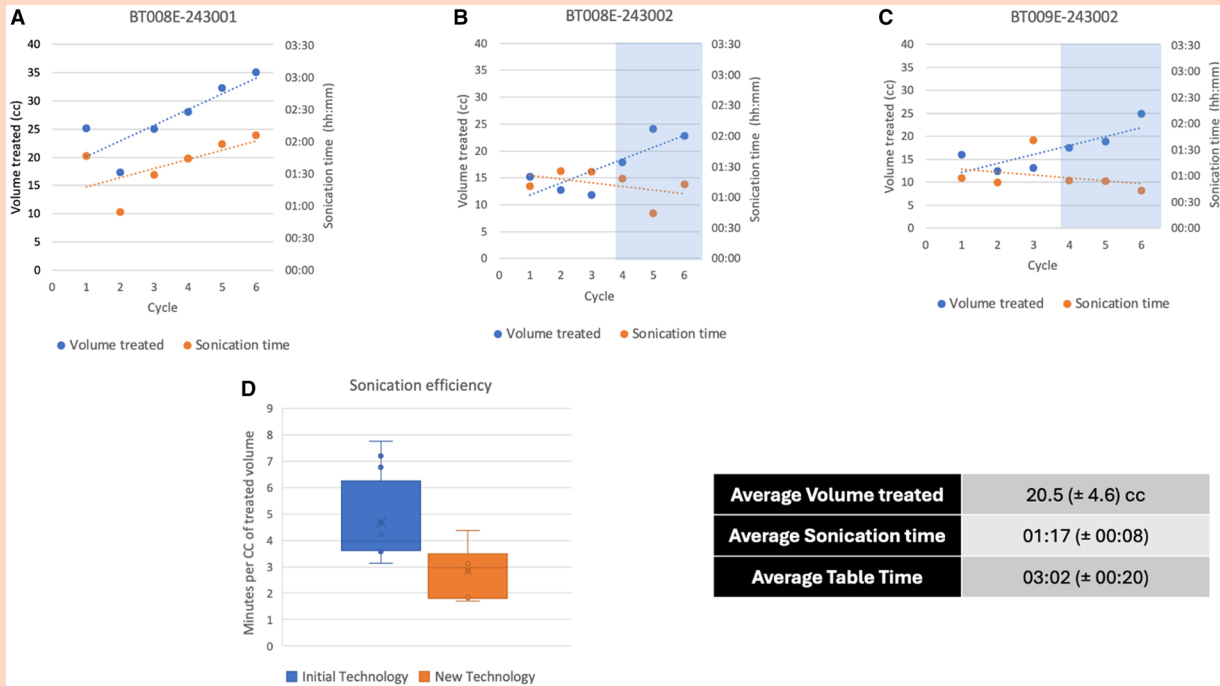 A
BT008E-243001
40
35
30
25
20
15
10
5
0
Volume treated (cc)
03:30
03:00
02:30
02:00
01:30
01:00
00:30
00:00
Sonication time (hh:mm)
0 1 2 3 4 5 6
Cycle
Volume treated Sonication time
B
BT008E-243002
40
35
30
25
20
15
10
5
0
Volume treated (cc)
03:30
03:00
02:30
02:00
01:30
01:00
00:30
00:00
Sonication time (hh:mm)
0 1 2 3 4 5 6
Cycle
Volume treated Sonication time
C
BT009E-243002
40
35
30
25
20
15
10
5
0
Volume treated (cc)
03:30
03:00
02:30
02:00
01:30
01:00
00:30
00:00
Sonication time (hh:mm)
0 1 2 3 4 5 6
Cycle
Volume treated Sonication time
D
Sonication efficiency
9
8
7
6
5
4
3
2
1
0
Minutes per CC of treated volume
Initial Technology New Technology
Average Volume treated 20.5 (± 4.6) cc
Average Sonication time 01:17 (± 00:08)
Average Table Time 03:02 (± 00:20)